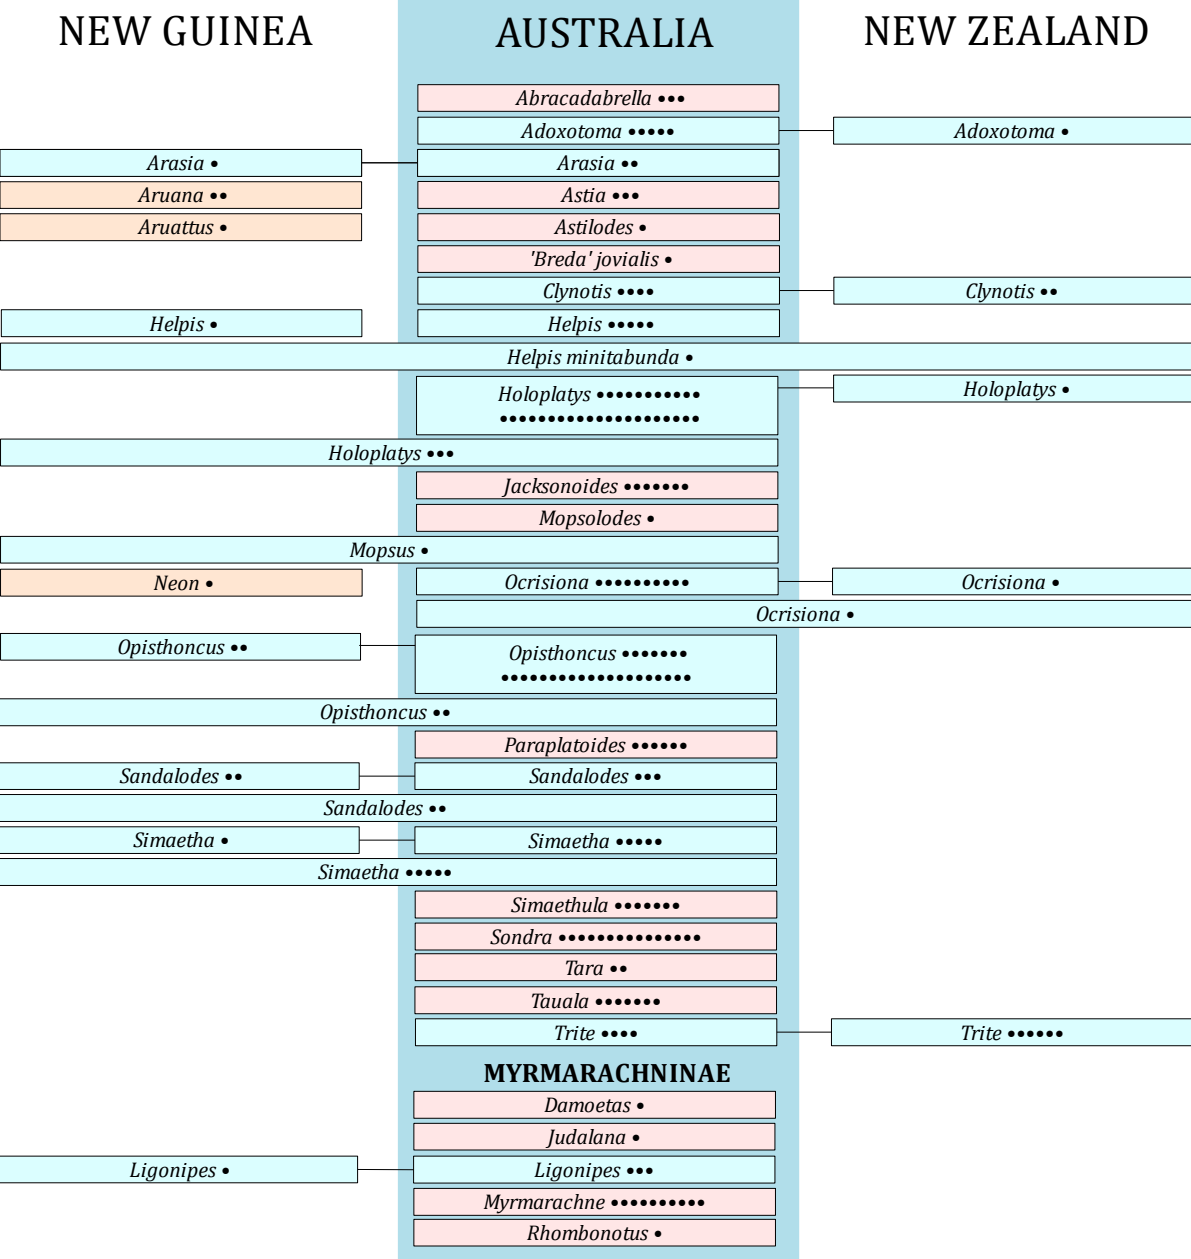 NEW GUINEA AUSTRALIA NEW ZEALAND
Abracadabrella •••
Adoxotoma ••••• Adoxotoma •
Arasia • Arasia ••
Aruana •• Astia •••
Aruattus • Astilodes •
'Breda' jovialis •
Clynotis •••• Clynotis ••
Helpis • Helpis •••••
Helpis minitabunda •
Holoplatys ••••••••••• Holoplatys •
•••••••••••••••••••••
Holoplatys •••
Jacksonoides •••••••
Mopsolodes •
Mopsus •
Neon • Ocrisiona •••••••••• Ocrisiona •
Ocrisiona •
Opisthoncus •• Opisthoncus •••••••
••••••••••••••••••••
Opisthoncus ••
Paraplatoides ••••••
Sandalodes •• Sandalodes •••
Sandalodes ••
Simaetha • Simaetha •••••
Simaetha •••••
Simaethula •••••••
Sondra •••••••••••••••
Tara ••
Tauala •••••••
Trite •••• Trite ••••••
MYRMARACHNINAE
Damoetas •
Judalana •
Ligonipes • Ligonipes •••
Myrmarachne ••••••••••
Rhombonotus •